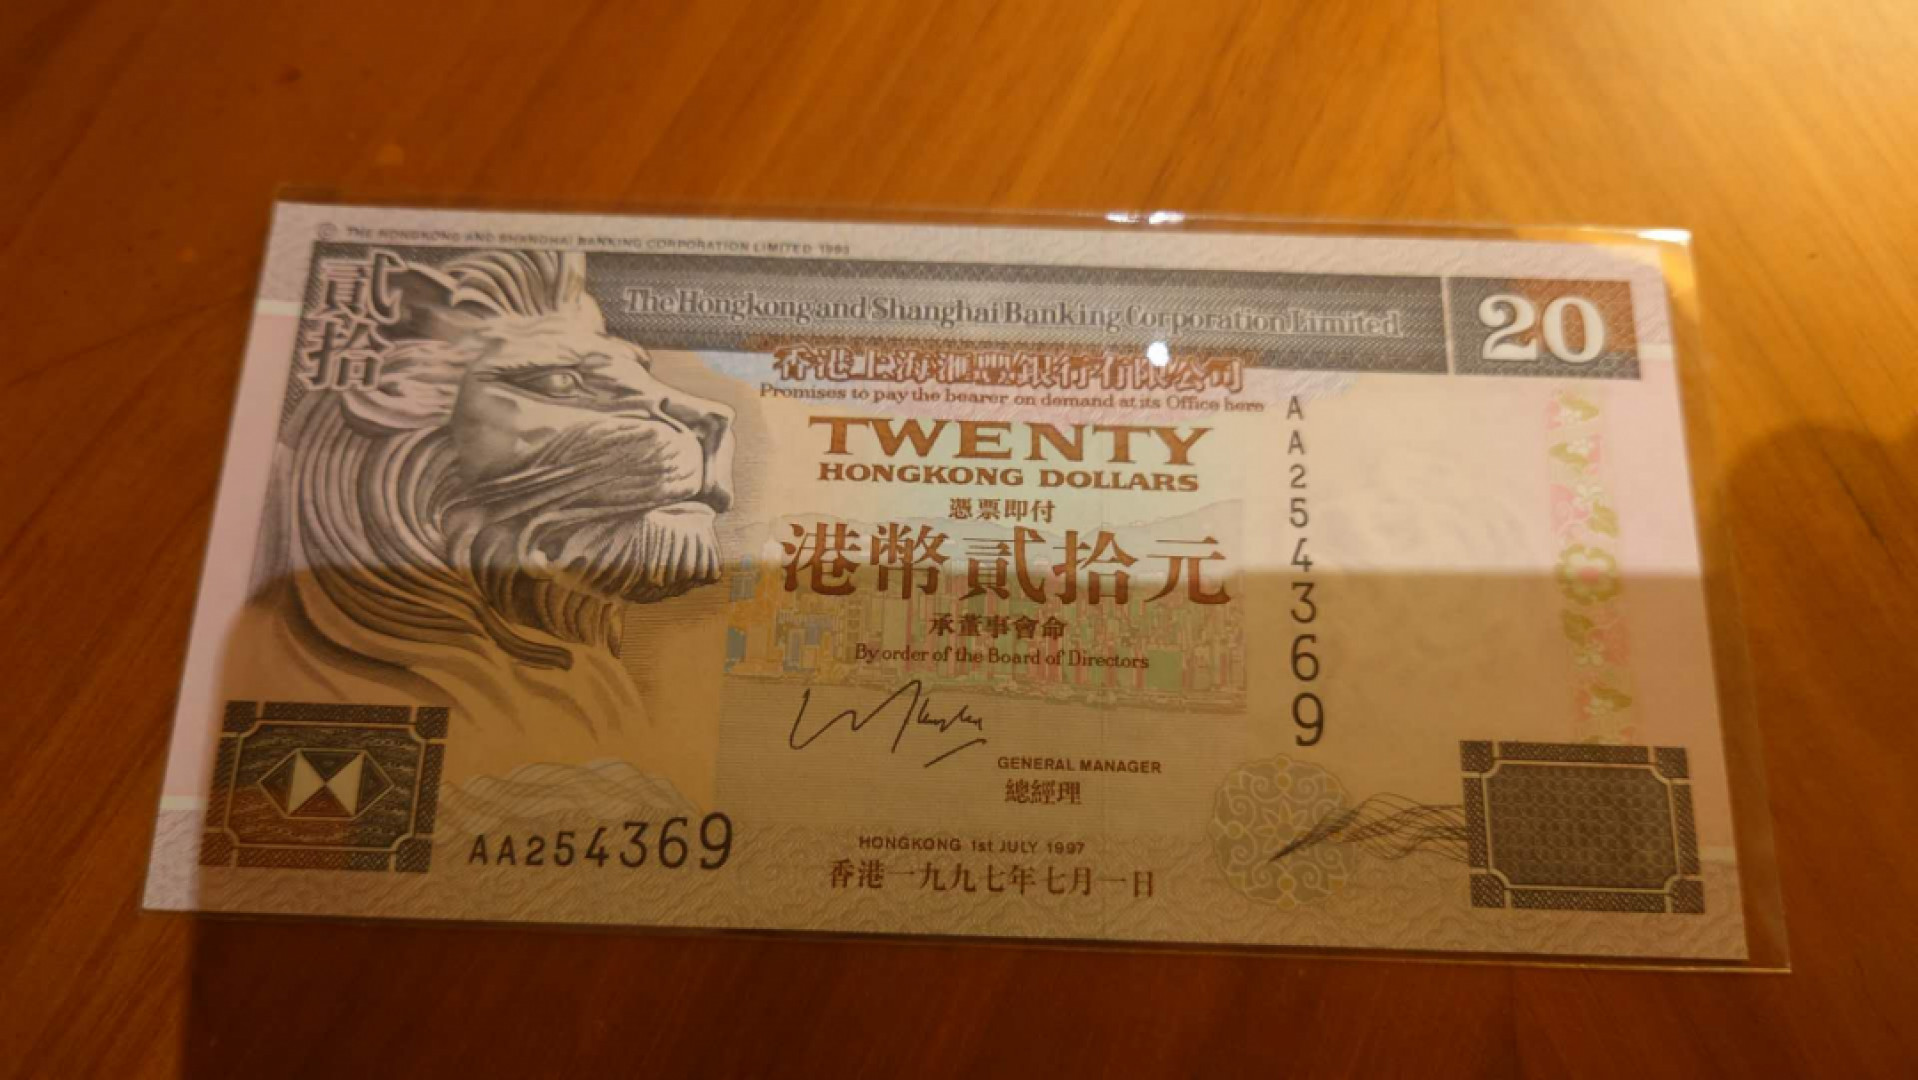 © THE HONGKONG AND SHANGHAI BANKING CORPORATION LIMITED 1993
貳拾
The Hongkong and Shanghai Banking Corporation Limited
20
香港上海滙豐銀行有限公司
Promises to pay the bearer on demand at its Office here
TWENTY
HONGKONG DOLLARS
憑票即付
港幣貳拾元
承董事會命
By order of the Board of Directors
AA254369
GENERAL MANAGER
總經理
AA254369
HONGKONG 1st JULY 1997
香港一九九七年七月一日